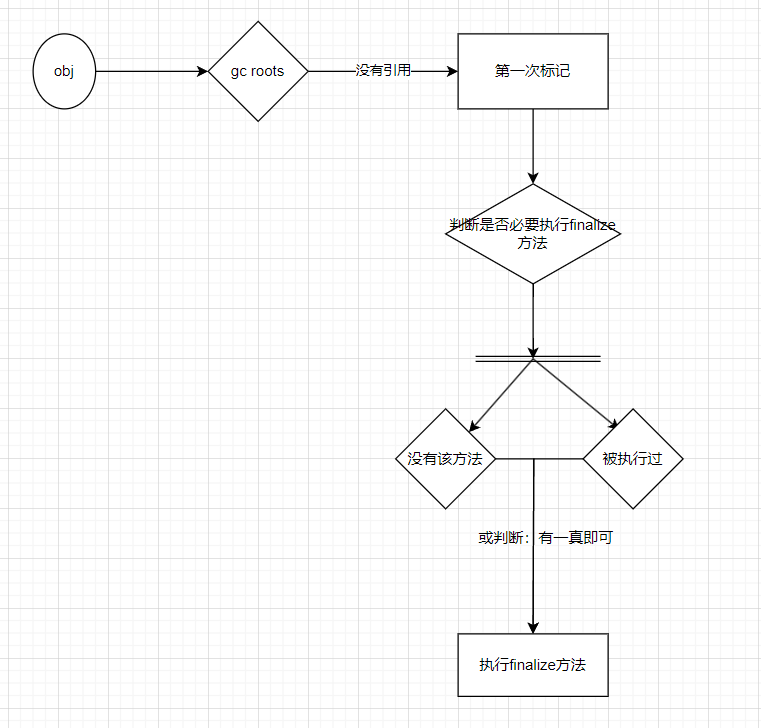 obj
gc roots
没有引用
第一次标记
判断是否必要执行finalize
方法
没有该方法
被执行过
或判断：有一真即可
执行finalize方法